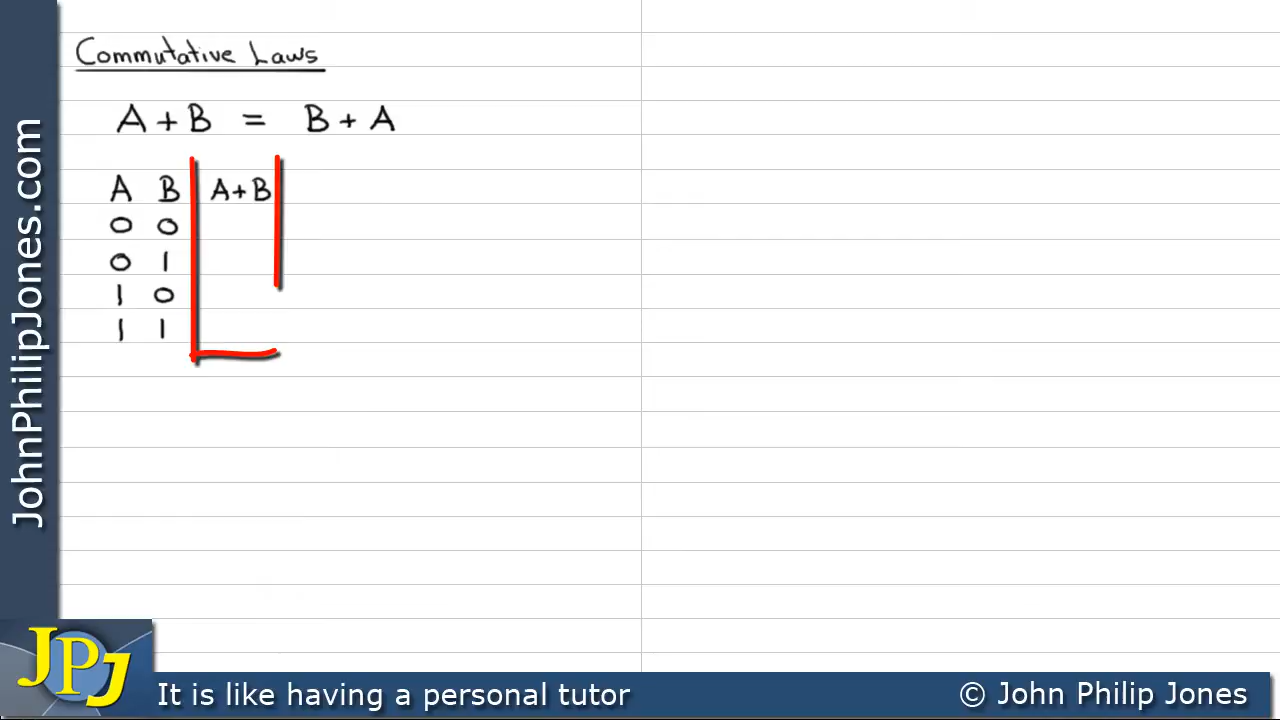 Commutative Laws
A + B = B + A
A B A+B
0 0
0 1
1 0
1 1
JohnPhilipJones.com
JPJ
It is like having a personal tutor
© John Philip Jones